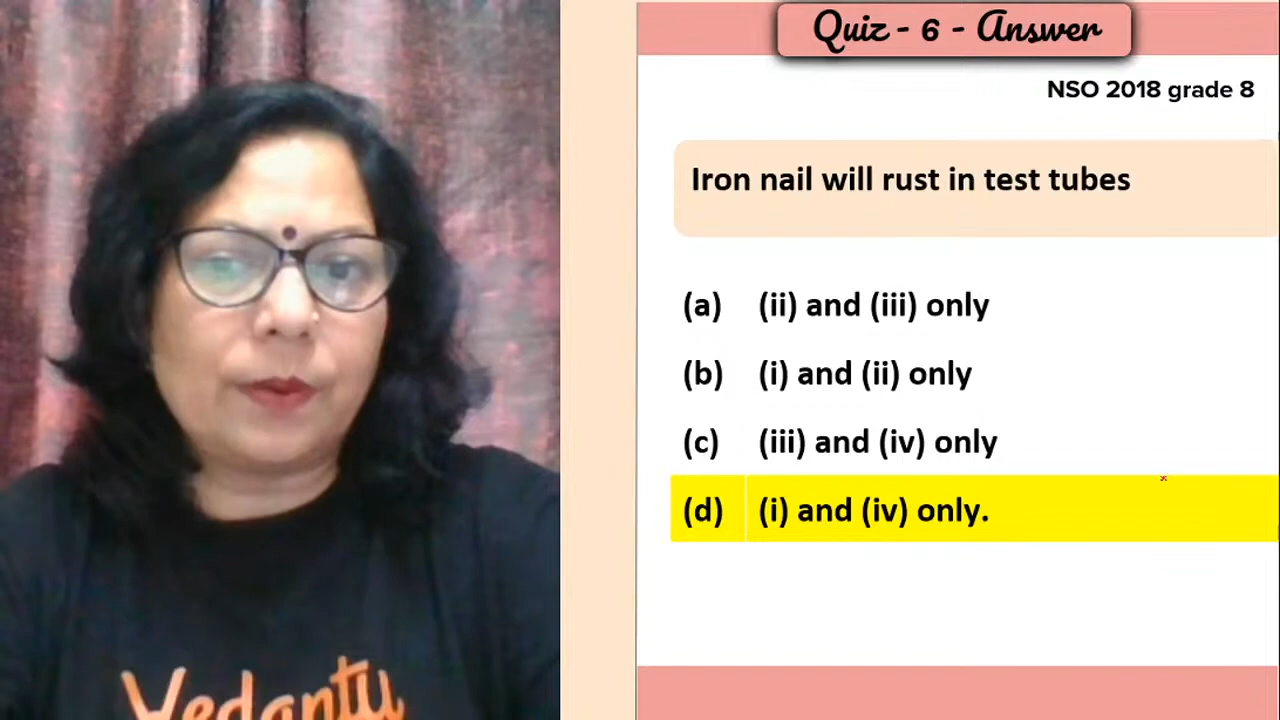 Quiz - 6 - Answer
NSO 2018 grade 8
Iron nail will rust in test tubes
(a) (ii) and (iii) only
(b) (i) and (ii) only
(c) (iii) and (iv) only
(d) (i) and (iv) only.
Vedantu